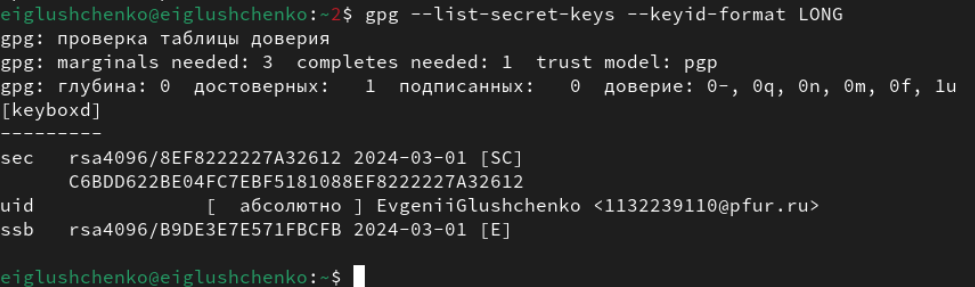 eiglushchenko@eiglushchenko:~2$ gpg --list-secret-keys --keyid-format LONG
gpg: проверка таблицы доверия
gpg: marginals needed: 3  completes needed: 1  trust model: pgp
gpg: глубина: 0  достоверных:   1  подписанных:   0  доверие: 0-, 0q, 0n, 0m, 0f, 1u
[keyboxd]
---------
sec   rsa4096/8EF8222227A32612 2024-03-01 [SC]
      C6BDD622BE04FC7EBF5181088EF8222227A32612
uid               [  абсолютно ] EvgeniiGlushchenko <1132239110@pfur.ru>
ssb   rsa4096/B9DE3E7E571FBCFB 2024-03-01 [E]
eiglushchenko@eiglushchenko:~$